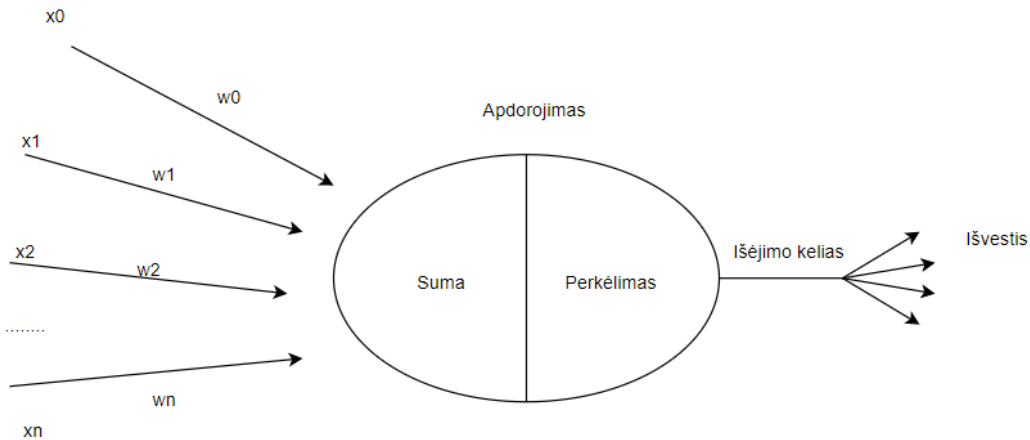 x0
w0
Apdorojimas
x1
w1
x2
w2
Suma
Perkėlimas
Išėjimo kelias
Išvestis
........
wn
xn